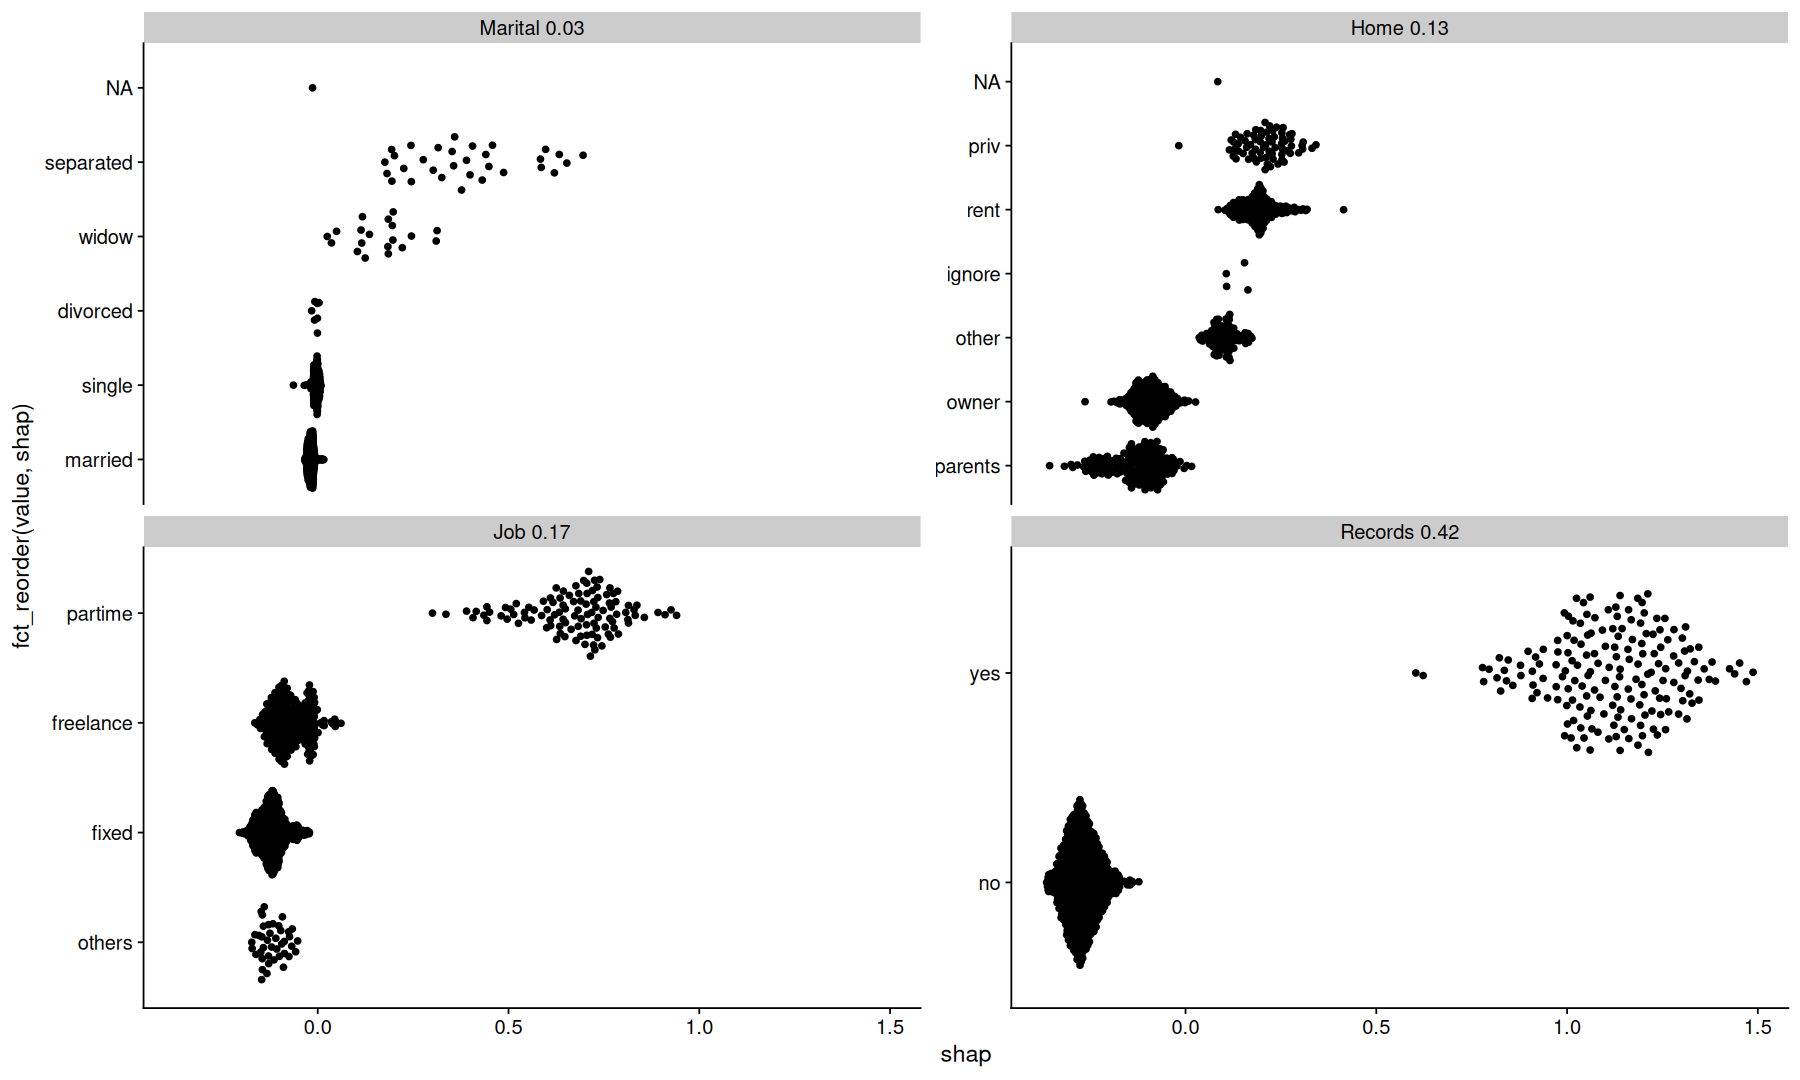 Marital 0.03
NA
separated
widow
divorced
single
married
Home 0.13
NA
priv
rent
ignore
other
owner
parents
Job 0.17
partime
freelance
fixed
others
0.0 0.5 1.0 1.5
Records 0.42
yes
no
0.0 0.5 1.0 1.5
shap
fct_reorder(value, shap)